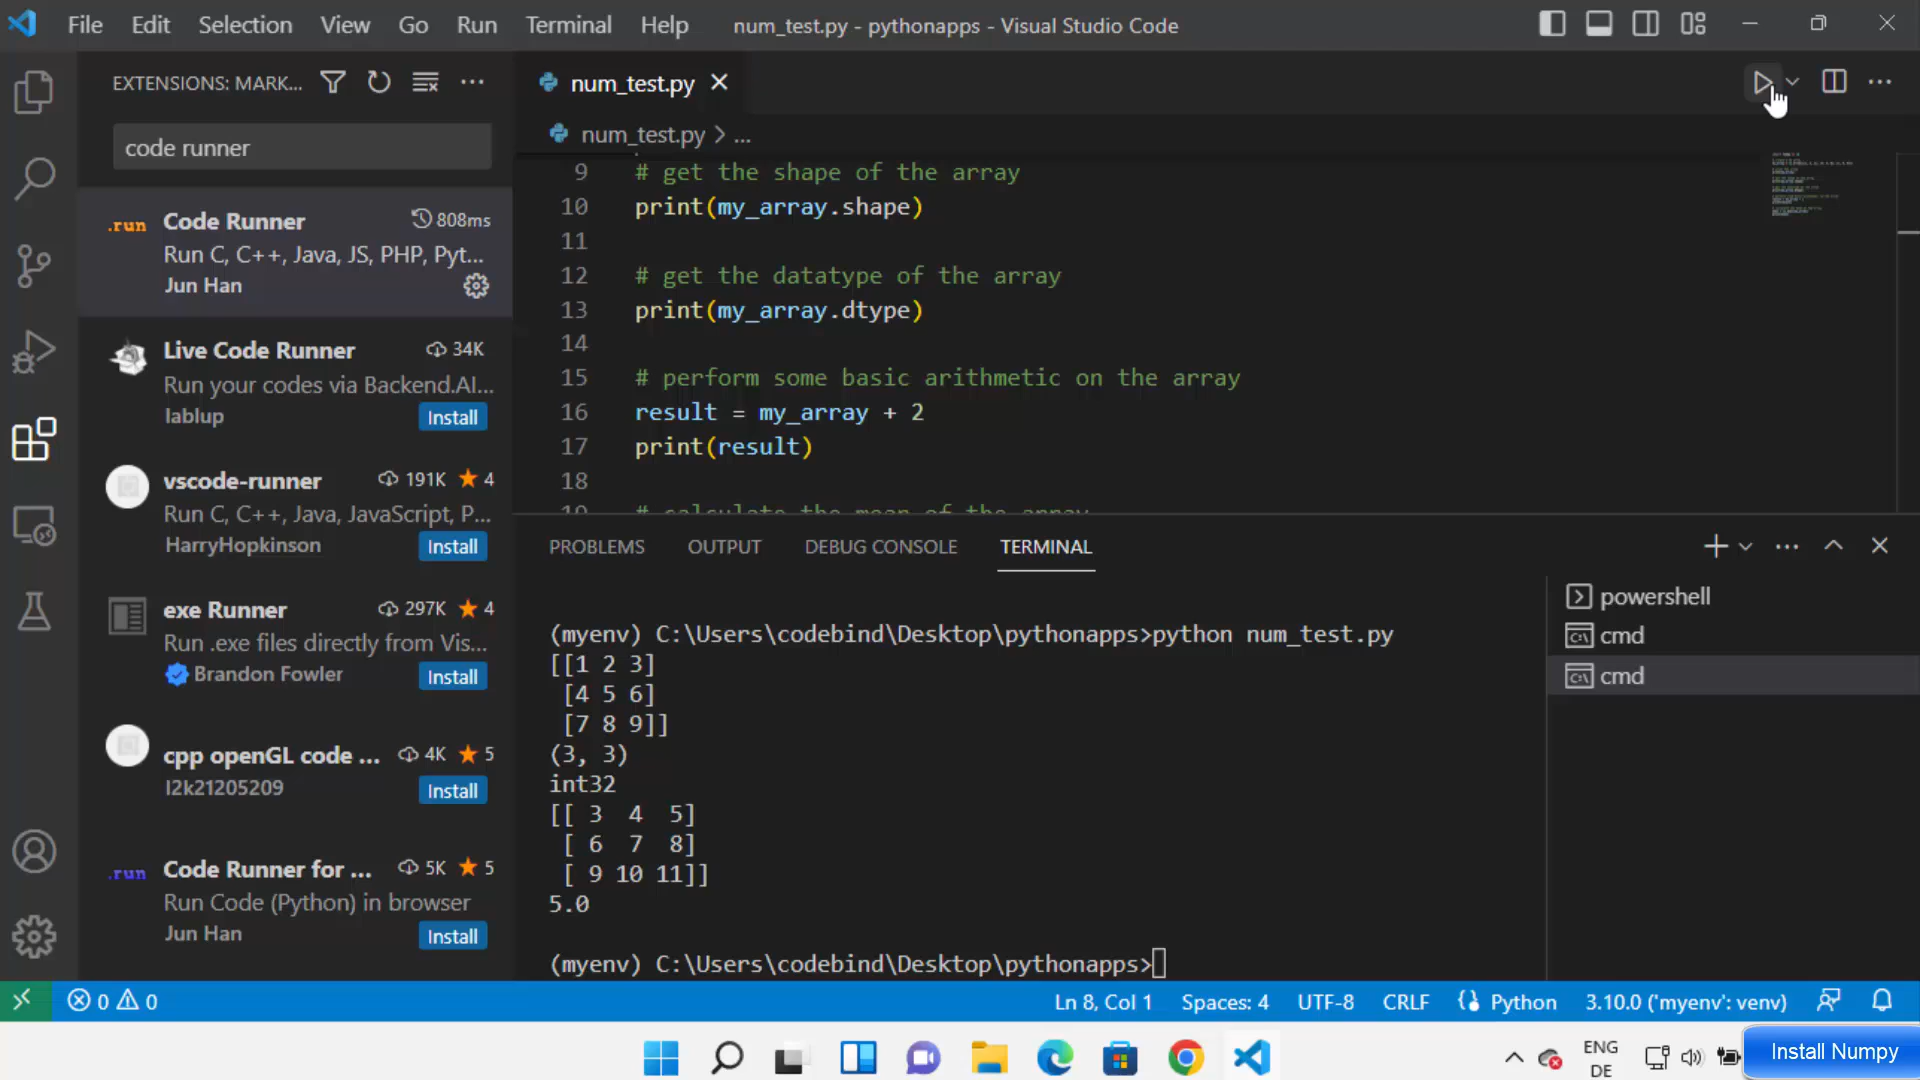 File Edit Selection View Go Run Terminal Help num_test.py - pythonapps - Visual Studio Code
EXTENSIONS: MARK...
code runner
.run Code Runner 808ms
Run C, C++, Java, JS, PHP, Pyt...
Jun Han
Live Code Runner 34K
Run your codes via Backend.AI...
lablup Install
vscode-runner 191K 4
Run C, C++, Java, JavaScript, P...
HarryHopkinson Install
exe Runner 297K 4
Run .exe files directly from Vis...
Brandon Fowler Install
cpp openGL code ... 4K 5
l2k21205209 Install
.run Code Runner for ... 5K 5
Run Code (Python) in browser
Jun Han Install
num_test.py
num_test.py > ...
9 # get the shape of the array
10 print(my_array.shape)
11
12 # get the datatype of the array
13 print(my_array.dtype)
14
15 # perform some basic arithmetic on the array
16 result = my_array + 2
17 print(result)
18
19 # calculate the mean of the array
PROBLEMS OUTPUT DEBUG CONSOLE TERMINAL
(myenv) C:\Users\codebind\Desktop\pythonapps>python num_test.py
[[1 2 3]
[4 5 6]
[7 8 9]]
(3, 3)
int32
[[ 3 4 5]
[ 6 7 8]
[ 9 10 11]]
5.0
(myenv) C:\Users\codebind\Desktop\pythonapps>
powershell
cmd
cmd
0 0 Ln 8, Col 1 Spaces: 4 UTF-8 CRLF Python 3.10.0 ('myenv': venv)
ENG
DE
Install Numpy